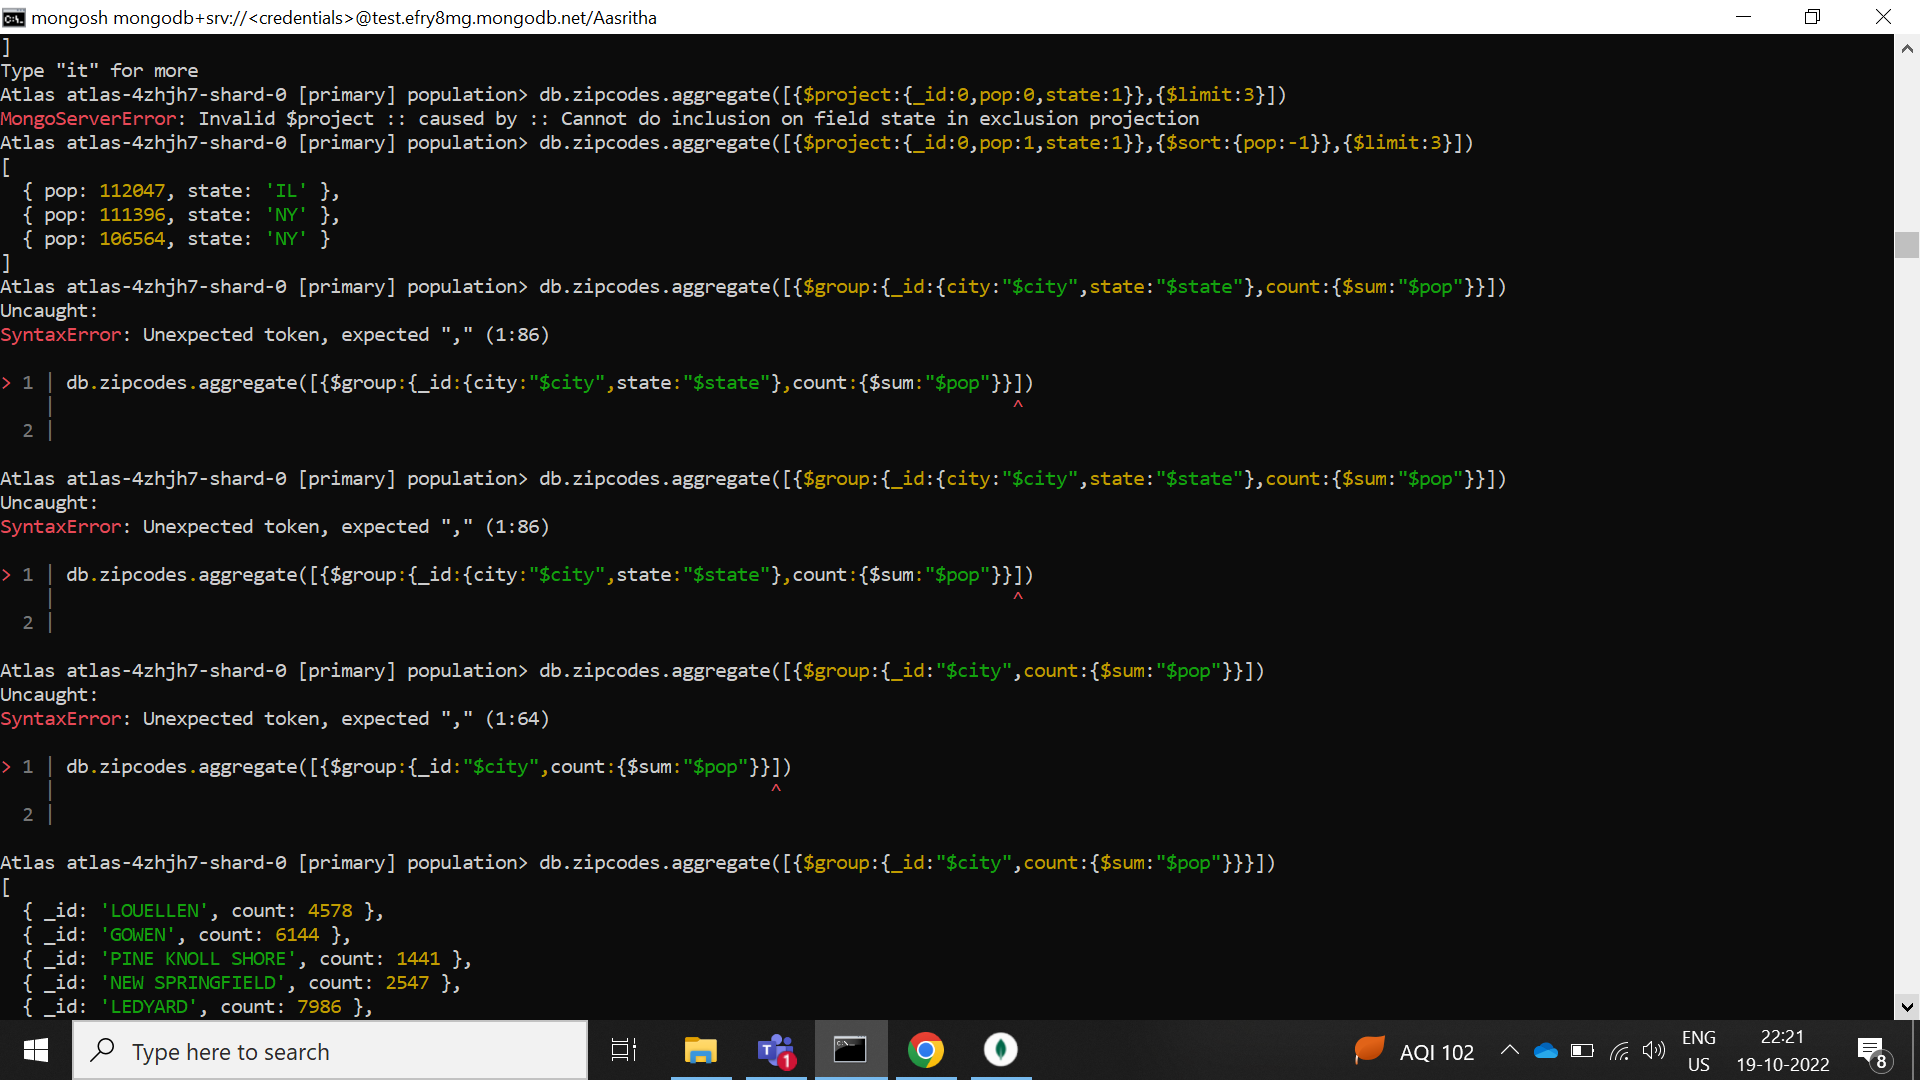 mongosh mongodb+srv://<credentials>@test.efry8mg.mongodb.net/Aasritha
]
Type "it" for more
Atlas atlas-4zhjh7-shard-0 [primary] population> db.zipcodes.aggregate([{$project:{_id:0,pop:0,state:1}},{$limit:3}])
MongoServerError: Invalid $project :: caused by :: Cannot do inclusion on field state in exclusion projection
Atlas atlas-4zhjh7-shard-0 [primary] population> db.zipcodes.aggregate([{$project:{_id:0,pop:1,state:1}},{$sort:{pop:-1}},{$limit:3}])
[
  { pop: 112047, state: 'IL' },
  { pop: 111396, state: 'NY' },
  { pop: 106564, state: 'NY' }
]
Atlas atlas-4zhjh7-shard-0 [primary] population> db.zipcodes.aggregate([{$group:{_id:{city:"$city",state:"$state"},count:{$sum:"$pop"}}])
Uncaught:
SyntaxError: Unexpected token, expected "," (1:86)
> 1 | db.zipcodes.aggregate([{$group:{_id:{city:"$city",state:"$state"},count:{$sum:"$pop"}}])
    | ^
  2 |
Atlas atlas-4zhjh7-shard-0 [primary] population> db.zipcodes.aggregate([{$group:{_id:{city:"$city",state:"$state"},count:{$sum:"$pop"}}])
Uncaught:
SyntaxError: Unexpected token, expected "," (1:86)
> 1 | db.zipcodes.aggregate([{$group:{_id:{city:"$city",state:"$state"},count:{$sum:"$pop"}}])
    | ^
  2 |
Atlas atlas-4zhjh7-shard-0 [primary] population> db.zipcodes.aggregate([{$group:{_id:"$city",count:{$sum:"$pop"}}])
Uncaught:
SyntaxError: Unexpected token, expected "," (1:64)
> 1 | db.zipcodes.aggregate([{$group:{_id:"$city",count:{$sum:"$pop"}}])
    | ^
  2 |
Atlas atlas-4zhjh7-shard-0 [primary] population> db.zipcodes.aggregate([{$group:{_id:"$city",count:{$sum:"$pop"}}}])
[
  { _id: 'LOUELLEN', count: 4578 },
  { _id: 'GOWEN', count: 6144 },
  { _id: 'PINE KNOLL SHORE', count: 1441 },
  { _id: 'NEW SPRINGFIELD', count: 2547 },
  { _id: 'LEDYARD', count: 7986 },
Type here to search
T 1
AQI 102
ENG
US
22:21
19-10-2022
8